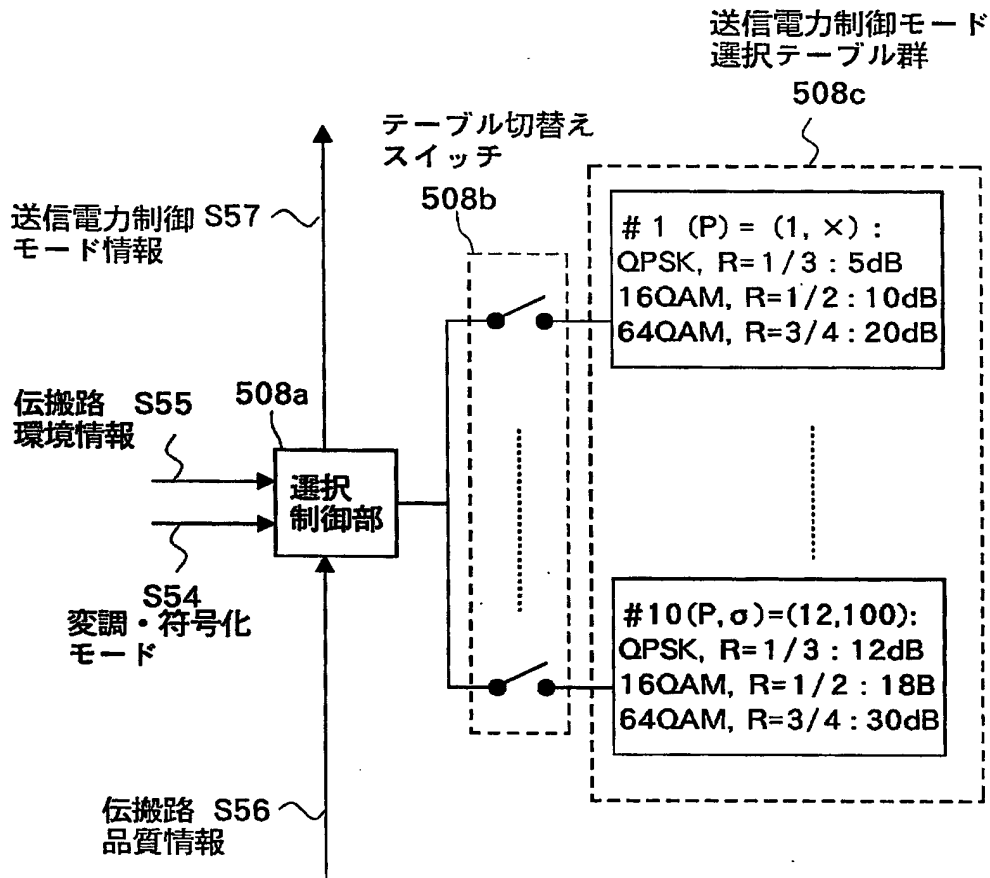 送信電力制御モード
選択テーブル群
508c
テーブル切替え
スイッチ
508b
送信電力制御 S57
モード情報
#1 (P) = (1, ×) :
QPSK, R=1/3 : 5dB
16QAM, R=1/2 : 10dB
64QAM, R=3/4 : 20dB
伝搬路 S55
環境情報
508a
選択
制御部
S54
変調・符号化
モード
#10(P,σ)=(12,100):
QPSK, R=1/3 : 12dB
16QAM, R=1/2 : 18B
64QAM, R=3/4 : 30dB
伝搬路 S56
品質情報